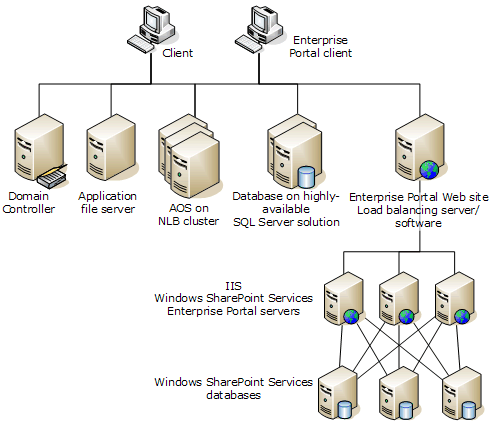 Client
Enterprise
Portal client
Domain
Controller
Application
file server
AOS on
NLB cluster
Database on highly-
available
SQL Server solution
Enterprise Portal Web site
Load balancing server/
software
IIS
Windows SharePoint Services
Enterprise Portal servers
Windows SharePoint Services
databases